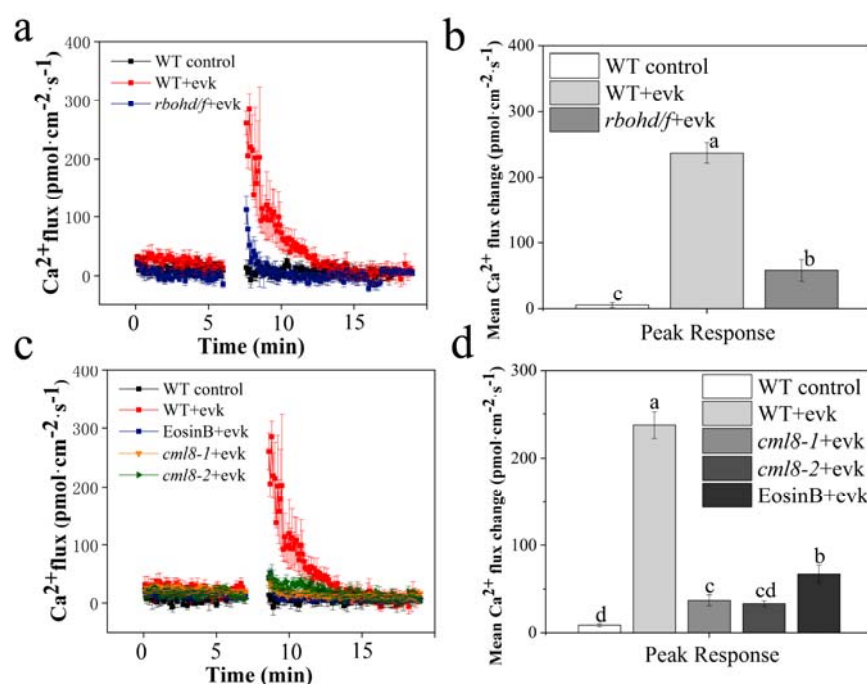 a
Ca2+flux (pmol·cm-2·s-1)
400
300
200
100
0
WT control
WT+evk
rbohd/f+evk
0
5
10
15
Time (min)
b
Mean Ca2+ flux change (pmol·cm-2·s-1)
400
300
200
100
0
WT control
WT+evk
rbohd/f+evk
a
b
c
Peak Response
c
Ca2+flux (pmol·cm-2·s-1)
400
300
200
100
0
WT control
WT+evk
EosinB+evk
cml8-1+evk
cml8-2+evk
0
5
10
15
Time (min)
d
Mean Ca2+ flux change (pmol·cm-2·s-1)
300
200
100
0
WT control
WT+evk
cml8-1+evk
cml8-2+evk
EosinB+evk
a
b
c
cd
d
Peak Response